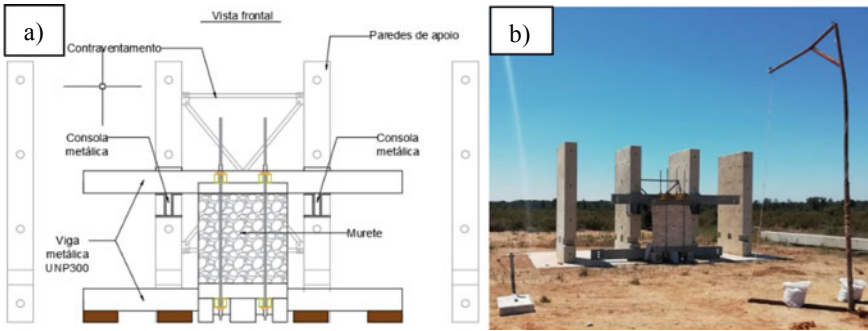 a)
Vista frontal
Contraventamento
Paredes de apoio
Consola
metálica
Consola
metálica
Murete
Viga
metálica
UNP300
b)